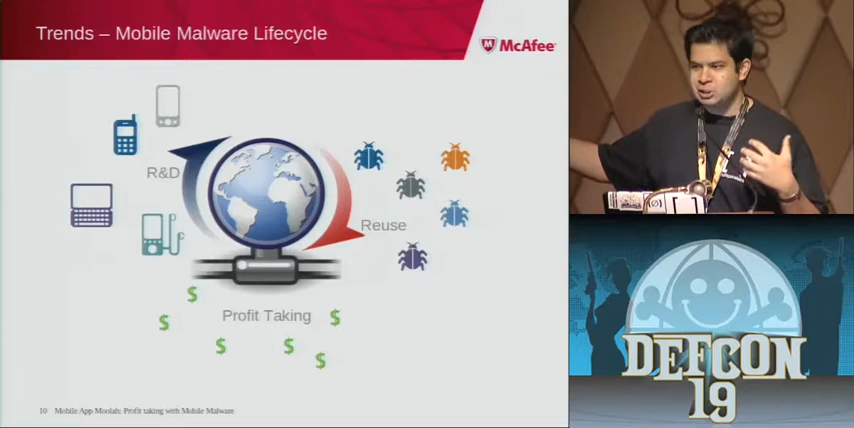 Trends – Mobile Malware Lifecycle
McAfee
R&D
Reuse
Profit Taking
$ $
$
$ $
$
10 Mobile App Moolah: Profit taking with Mobile Malware
DEFCON
19